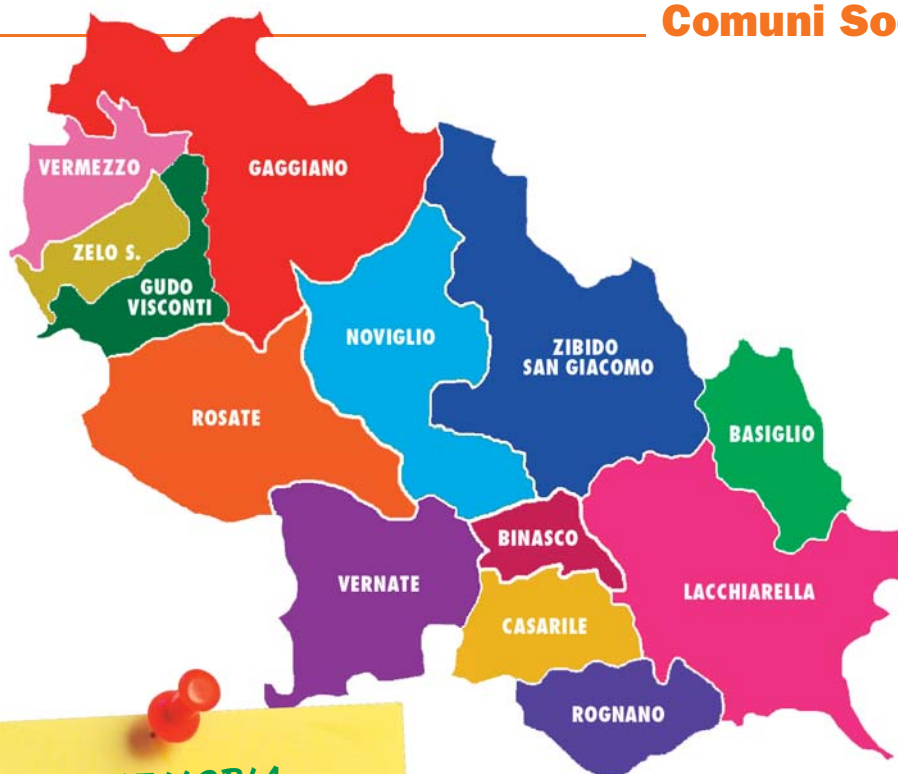 Comuni So
VERMEZZO
GAGGIANO
ZELO S.
GUDO
VISCONTI
NOVIGLIO
ZIBIDO
SAN GIACOMO
ROSATE
BASIGLIO
BINASCO
VERNATE
LACCHIARELLA
CASARILE
ROGNANO